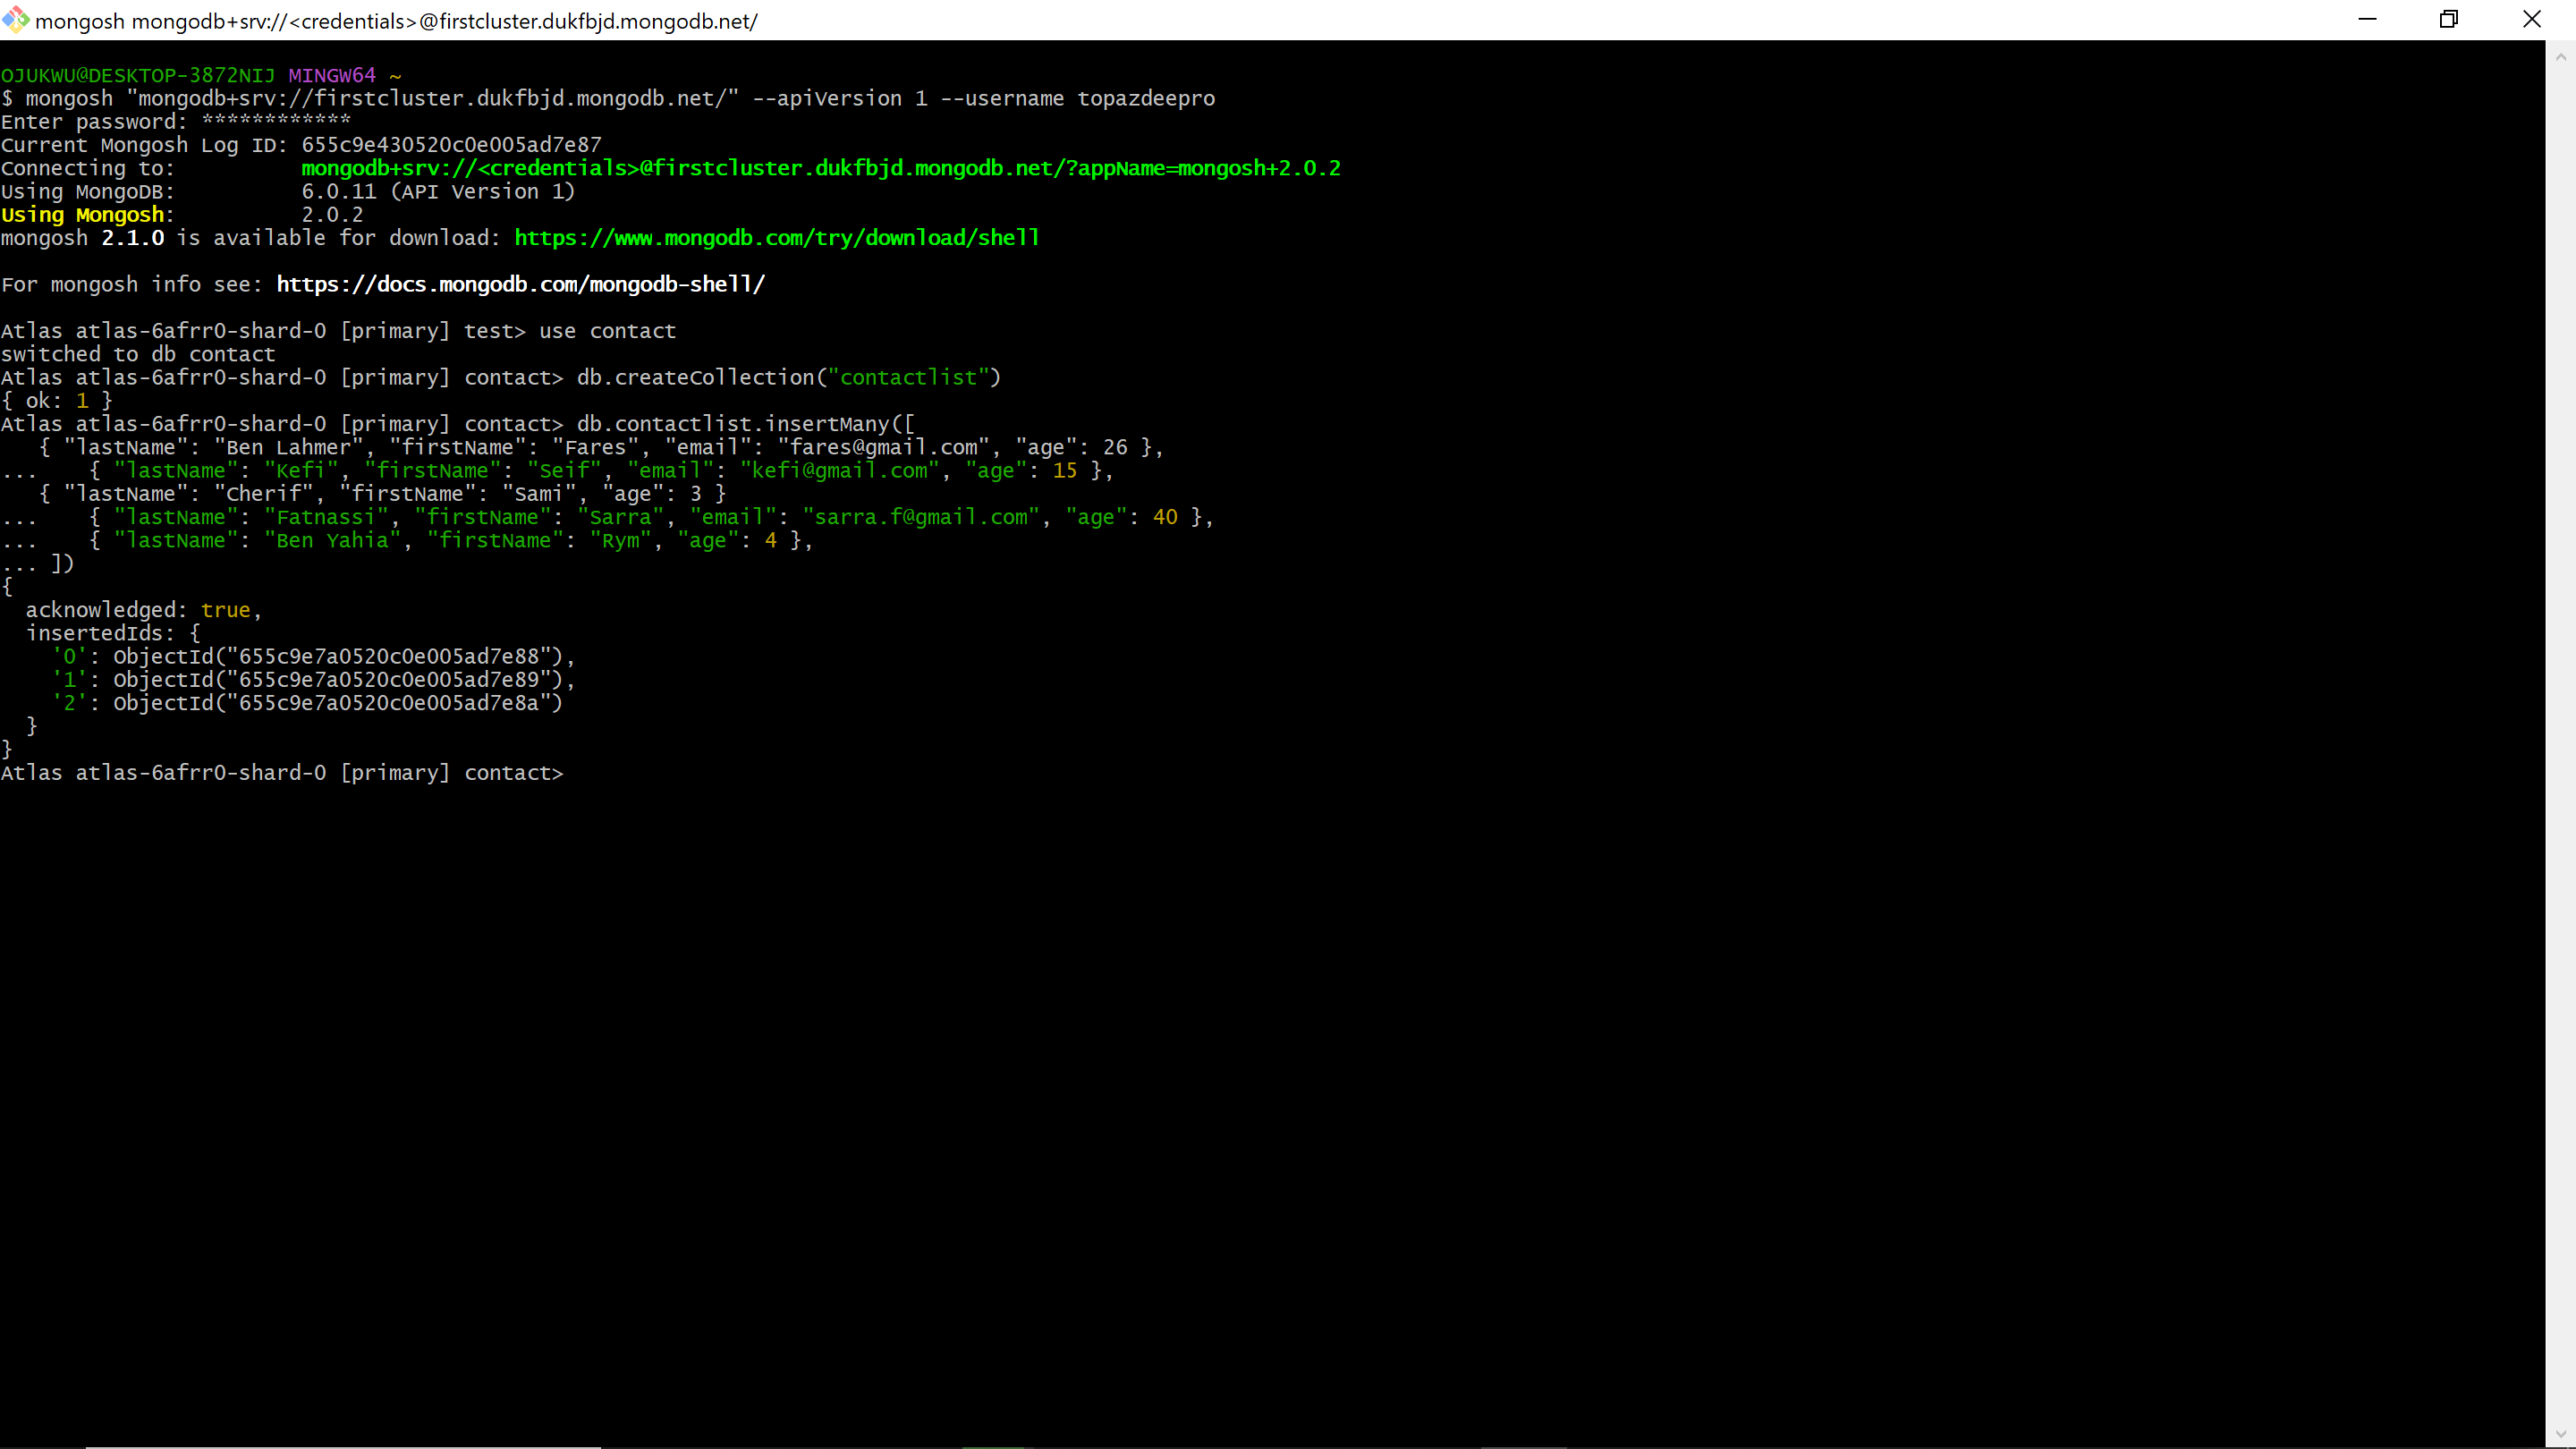 mongosh mongodb+srv://<credentials>@firstcluster.dukfbjd.mongodb.net/
OJUKWU@DESKTOP-3872NIJ MINGW64 ~
$ mongosh "mongodb+srv://firstcluster.dukfbjd.mongodb.net/" --apiVersion 1 --username topazdeepro
Enter password: ************
Current Mongosh Log ID: 655c9e430520c0e005ad7e87
Connecting to:          mongodb+srv://<credentials>@firstcluster.dukfbjd.mongodb.net/?appName=mongosh+2.0.2
Using MongoDB:          6.0.11 (API Version 1)
Using Mongosh:          2.0.2
mongosh 2.1.0 is available for download: https://www.mongodb.com/try/download/shell
For mongosh info see: https://docs.mongodb.com/mongodb-shell/
Atlas atlas-6afrr0-shard-0 [primary] test> use contact
switched to db contact
Atlas atlas-6afrr0-shard-0 [primary] contact> db.createCollection("contactlist")
{ ok: 1 }
Atlas atlas-6afrr0-shard-0 [primary] contact> db.contactlist.insertMany([
   { "lastName": "Ben Lahmer", "firstName": "Fares", "email": "fares@gmail.com", "age": 26 },
...    { "lastName": "Kefi", "firstName": "Seif", "email": "kefi@gmail.com", "age": 15 },
   { "lastName": "Cherif", "firstName": "Sami", "age": 3 }
...    { "lastName": "Fatnassi", "firstName": "Sarra", "email": "sarra.f@gmail.com", "age": 40 },
...    { "lastName": "Ben Yahia", "firstName": "Rym", "age": 4 },
... ])
{
  acknowledged: true,
  insertedIds: {
    '0': ObjectId("655c9e7a0520c0e005ad7e88"),
    '1': ObjectId("655c9e7a0520c0e005ad7e89"),
    '2': ObjectId("655c9e7a0520c0e005ad7e8a")
  }
}
Atlas atlas-6afrr0-shard-0 [primary] contact>